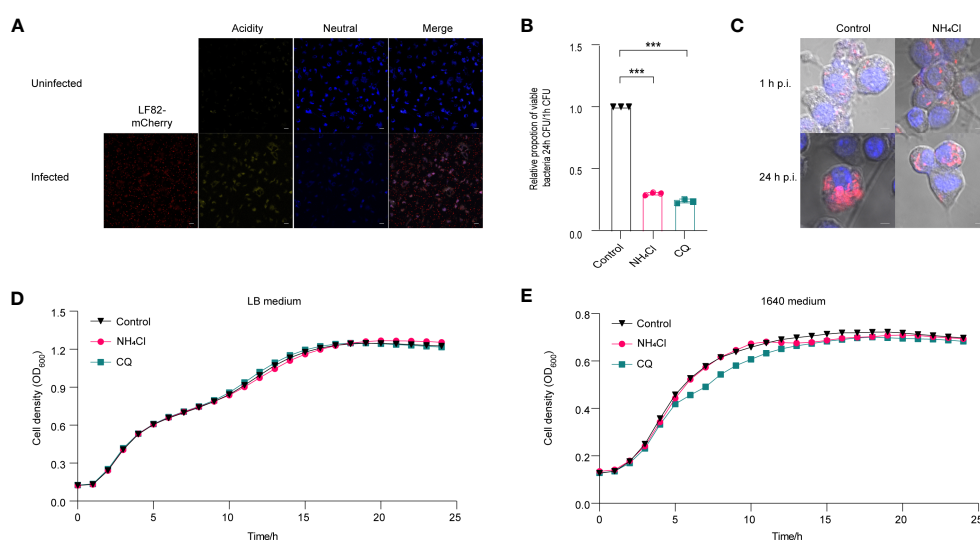 A
Acidity
Neutral
Merge
Uninfected
LF82-
mCherry
Infected
B
Relative propotion of viable
bacteria 24h CFU/1h CFU
1.5
1.0
0.5
0.0
***
***
Control
NH₄Cl
CQ
C
Control
NH₄Cl
1 h p.i.
24 h p.i.
D
LB medium
Cell density (OD₆₀₀)
1.5
1.2
0.9
0.6
0.3
0.0
Control
NH₄Cl
CQ
0
5
10
15
20
25
Time/h
E
1640 medium
Cell density (OD₆₀₀)
0.8
0.6
0.4
0.2
0.0
Control
NH₄Cl
CQ
0
5
10
15
20
25
Time/h